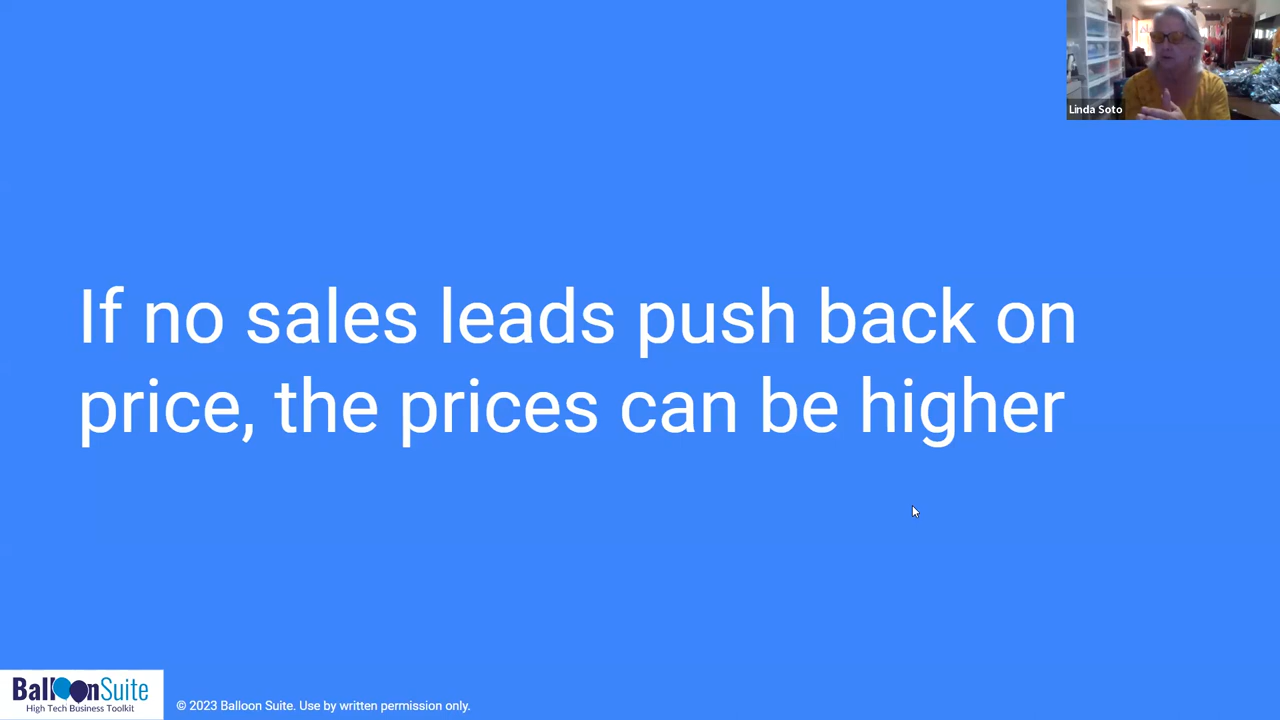 Linda Soto
If no sales leads push back on
price, the prices can be higher
BalloonSuite
High Tech Business Toolkit
© 2023 Balloon Suite. Use by written permission only.